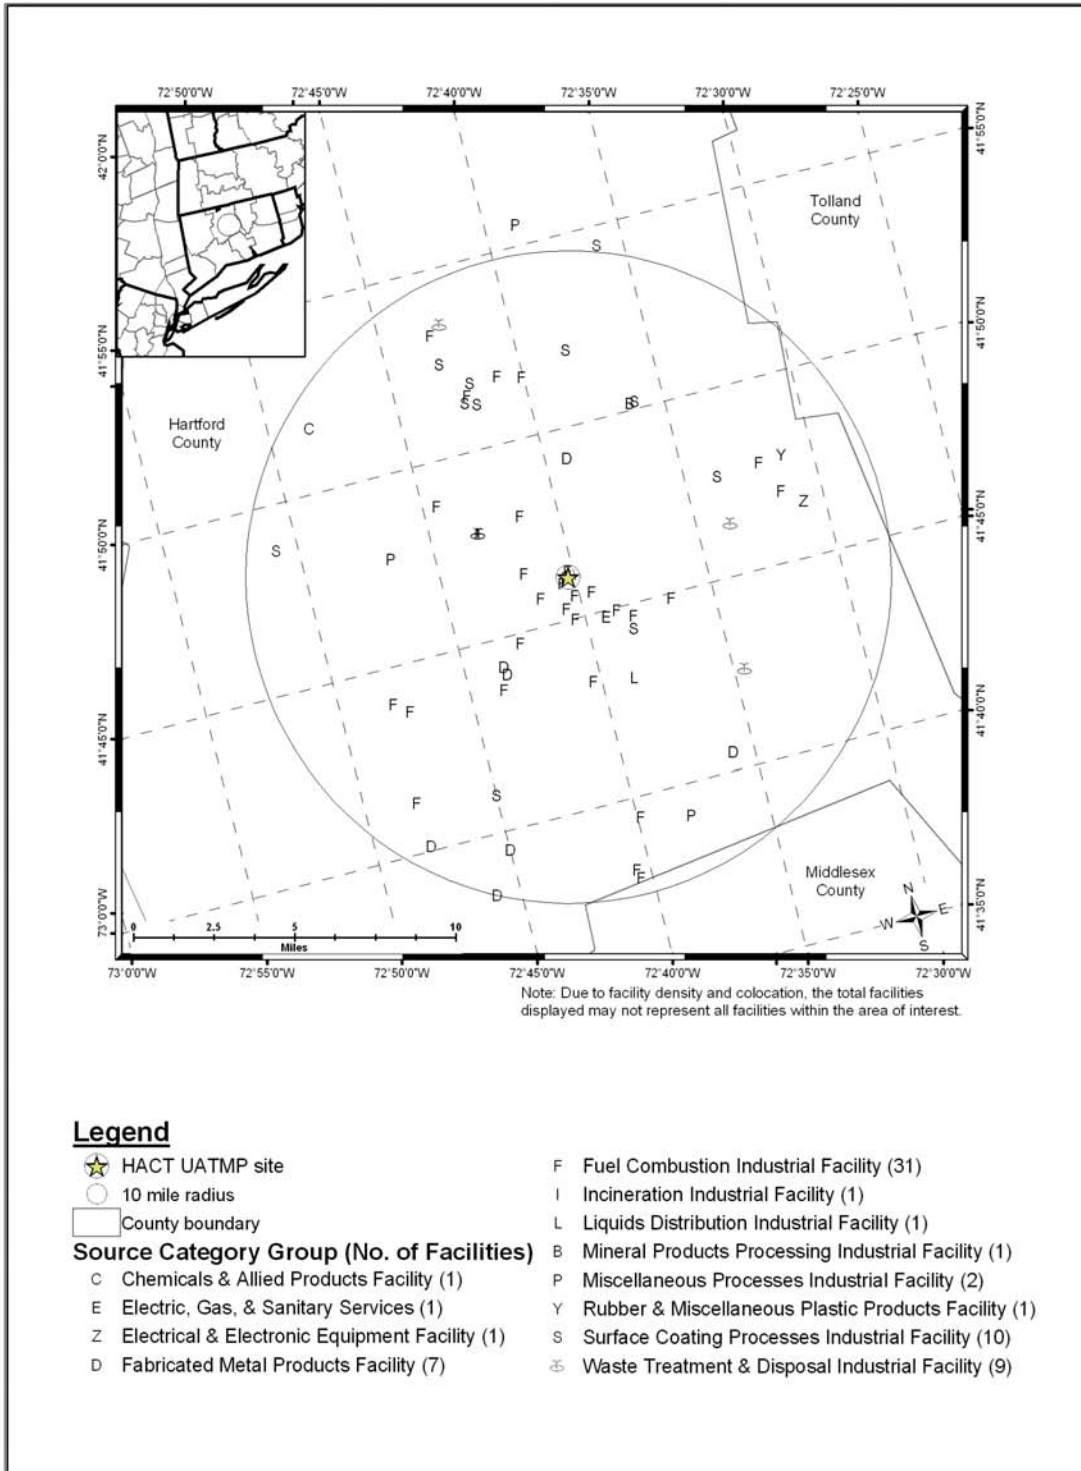 72°50'0"W 72°45'0"W 72°40'0"W 72°35'0"W 72°30'0"W 72°25'0"W
42°0'0"N
41°55'0"N
41°50'0"N
41°45'0"N
73°0'0"W
41°55'0"N
41°50'0"N
41°45'0"N
41°40'0"N
41°35'0"N
Tolland
County
P
S
F
S
S
S
F
F
F
S
S
B
S
Hartford
County
C
D
Y
F
S
F
Z
F
F
S
P
F
F
F
F
F
F
F
E
F
F
F
S
F
D
D
F
F
L
F
F
D
F
S
F
P
D
D
F
F
D
Middlesex
County
N
W E
S
0 2.5 5 10
Miles
73°0'0"W 72°55'0"W 72°50'0"W 72°45'0"W 72°40'0"W 72°35'0"W 72°30'0"W
Note: Due to facility density and colocation, the total facilities
displayed may not represent all facilities within the area of interest.
Legend
HACT UATMP site
10 mile radius
County boundary
Source Category Group (No. of Facilities)
C Chemicals & Allied Products Facility (1)
E Electric, Gas, & Sanitary Services (1)
Z Electrical & Electronic Equipment Facility (1)
D Fabricated Metal Products Facility (7)
F Fuel Combustion Industrial Facility (31)
I Incineration Industrial Facility (1)
L Liquids Distribution Industrial Facility (1)
B Mineral Products Processing Industrial Facility (1)
P Miscellaneous Processes Industrial Facility (2)
Y Rubber & Miscellaneous Plastic Products Facility (1)
S Surface Coating Processes Industrial Facility (10)
Waste Treatment & Disposal Industrial Facility (9)